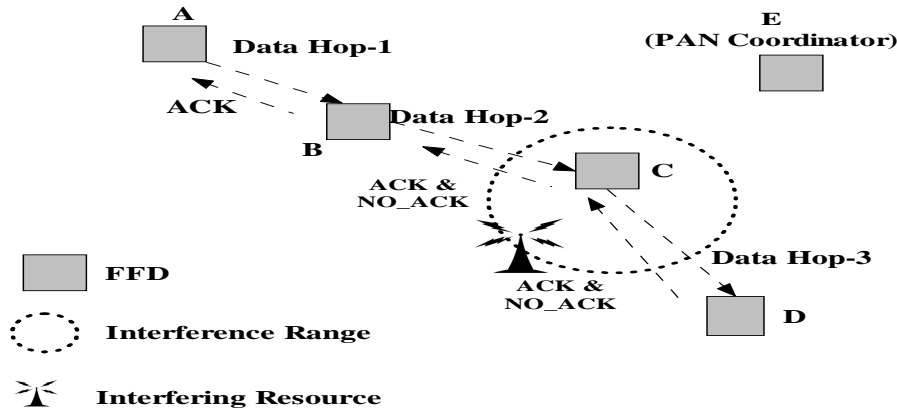 A
Data Hop-1
ACK
B
Data Hop-2
ACK &
NO_ACK
E
(PAN Coordinator)
C
Data Hop-3
ACK &
NO_ACK
D
FFD
Interference Range
Interfering Resource